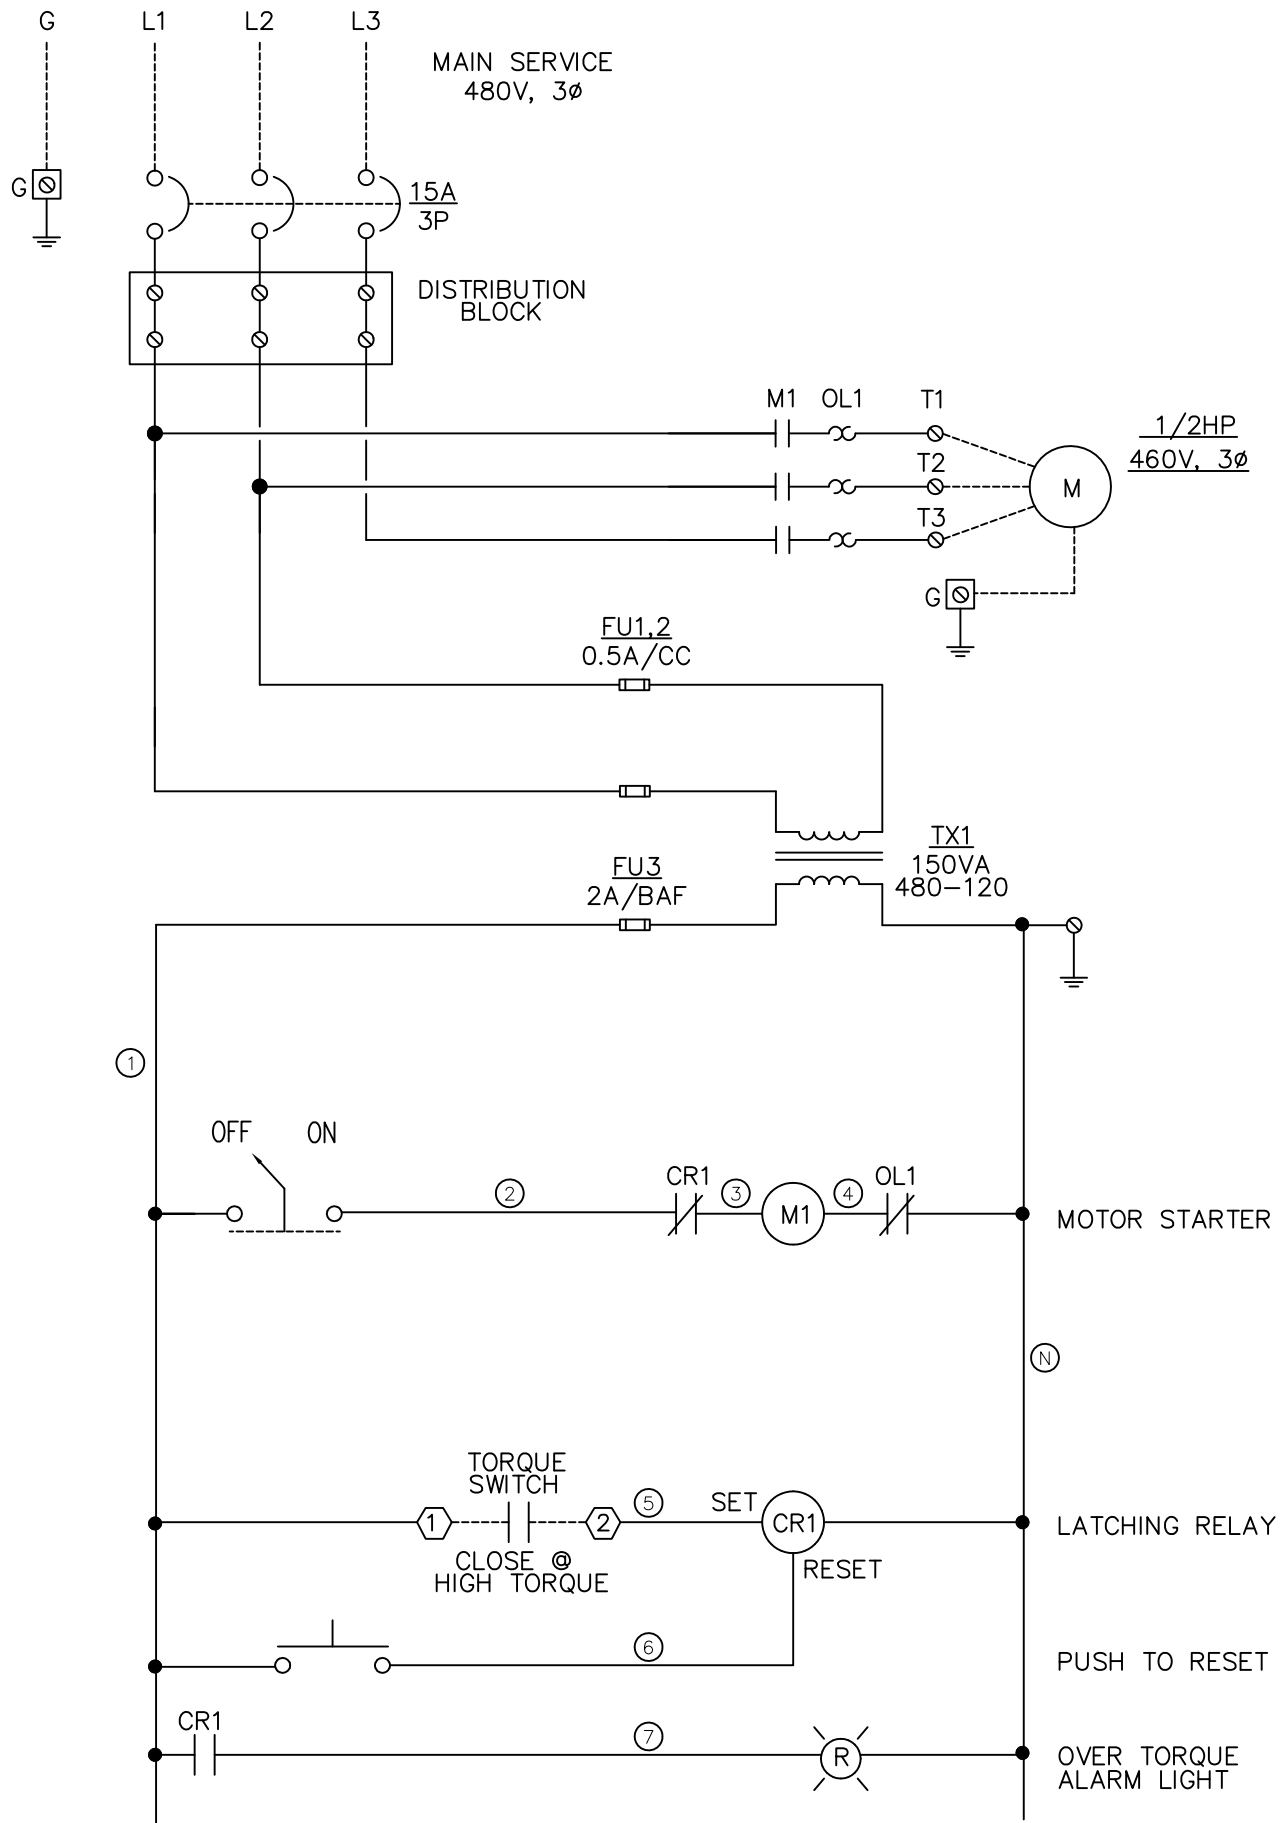 G L1 L2 L3
MAIN SERVICE
480V, 3ø
G
15A
3P
DISTRIBUTION
BLOCK
M1 OL1 T1
1/2HP
460V, 3ø
T2
M
T3
G
FU1,2
0.5A/CC
TX1
150VA
480-120
FU3
2A/BAF
1
OFF ON
2
CR1
3
M1
4
OL1
MOTOR STARTER
N
TORQUE
SWITCH
1
2
5
SET
CR1
LATCHING RELAY
CLOSE @
HIGH TORQUE
RESET
6
PUSH TO RESET
CR1
7
R
OVER TORQUE
ALARM LIGHT